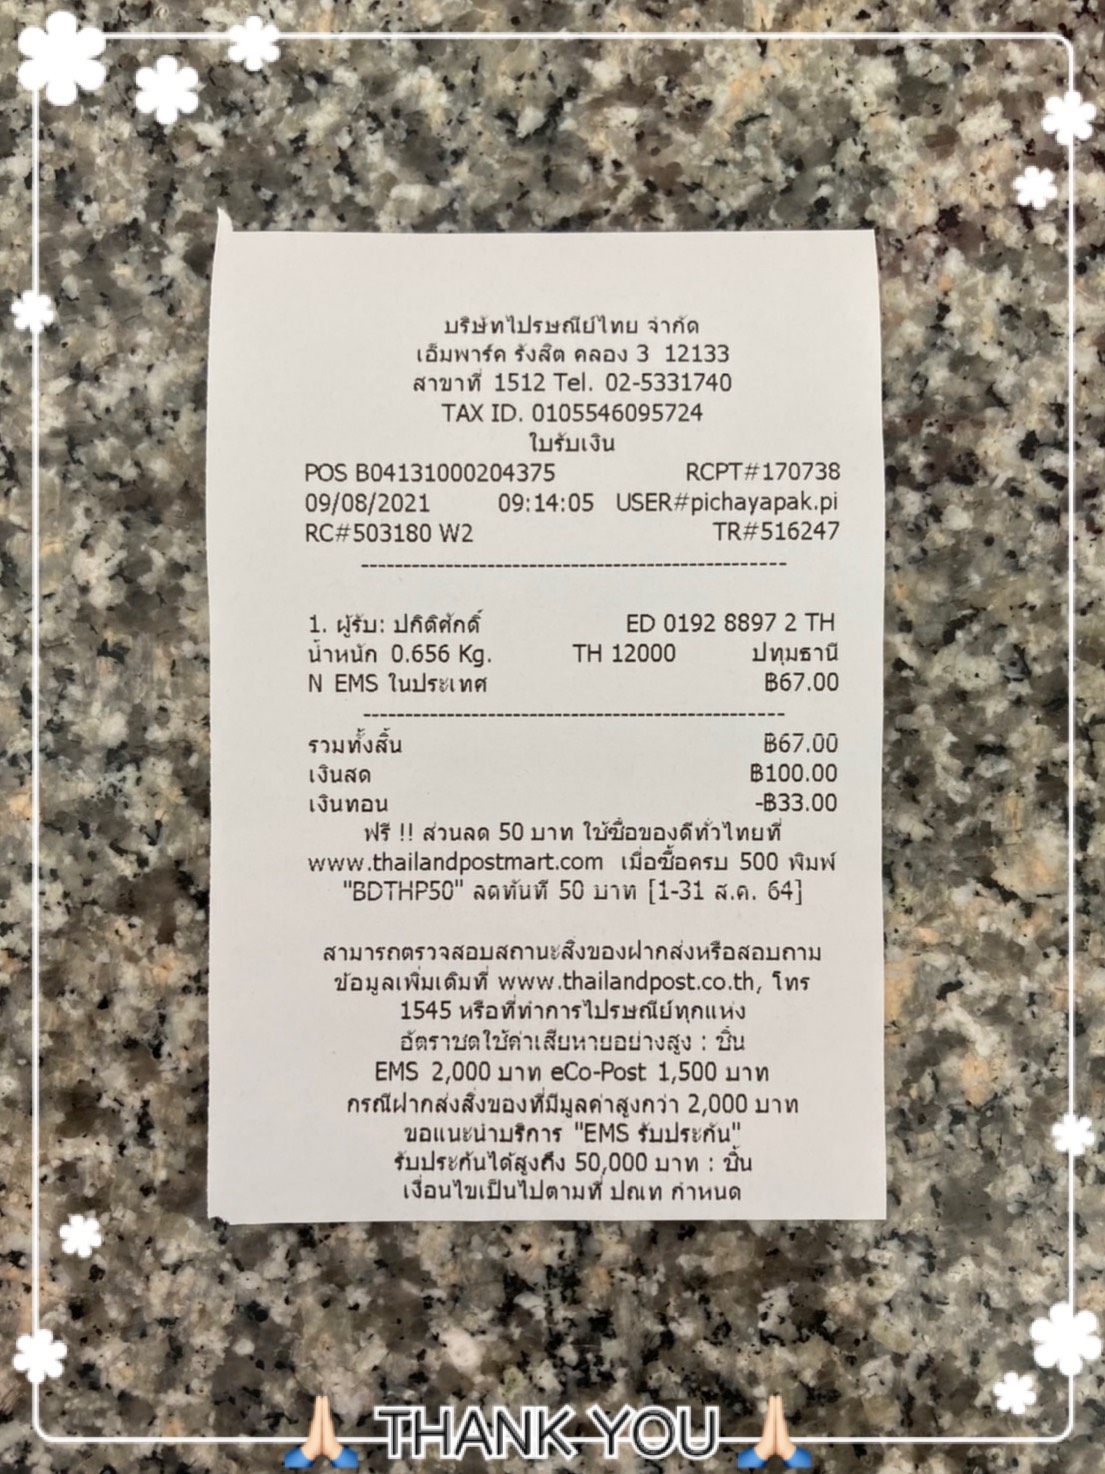 บริษัทไปรษณีย์ไทย จำกัด
เอ็มพาร์ค รังสิต คลอง 3 12133
สาขาที่ 1512 Tel. 02-5331740
TAX ID. 0105546095724
ใบรับเงิน
POS B04131000204375 RCPT#170738
09/08/2021 09:14:05 USER#pichayapak.pi
RC#503180 W2 TR#516247
1. ผู้รับ: ปกิติศักดิ์ ED 0192 8897 2 TH
น้ำหนัก 0.656 Kg. TH 12000 ปทุมธานี
N EMS ในประเทศ ฿67.00
รวมทั้งสิ้น ฿67.00
เงินสด ฿100.00
เงินทอน -฿33.00
ฟรี !! ส่วนลด 50 บาท ใช้ซื้อของดีทั่วไทยที่
www.thailandpostmart.com เมื่อซื้อครบ 500 พิมพ์
"BDTHP50" ลดทันที 50 บาท [1-31 ส.ค. 64]
สามารถตรวจสอบสถานะสิ่งของฝากส่งหรือสอบถาม
ข้อมูลเพิ่มเติมที่ www.thailandpost.co.th, โทร
1545 หรือที่ทำการไปรษณีย์ทุกแห่ง
อัตราชดใช้ค่าเสียหายอย่างสูง : ชิ้น
EMS 2,000 บาท eCo-Post 1,500 บาท
กรณีฝากส่งสิ่งของที่มีมูลค่าสูงกว่า 2,000 บาท
ขอแนะนำบริการ "EMS รับประกัน"
รับประกันได้สูงถึง 50,000 บาท : ชิ้น
เงื่อนไขเป็นไปตามที่ ปณท กำหนด
THANK YOU